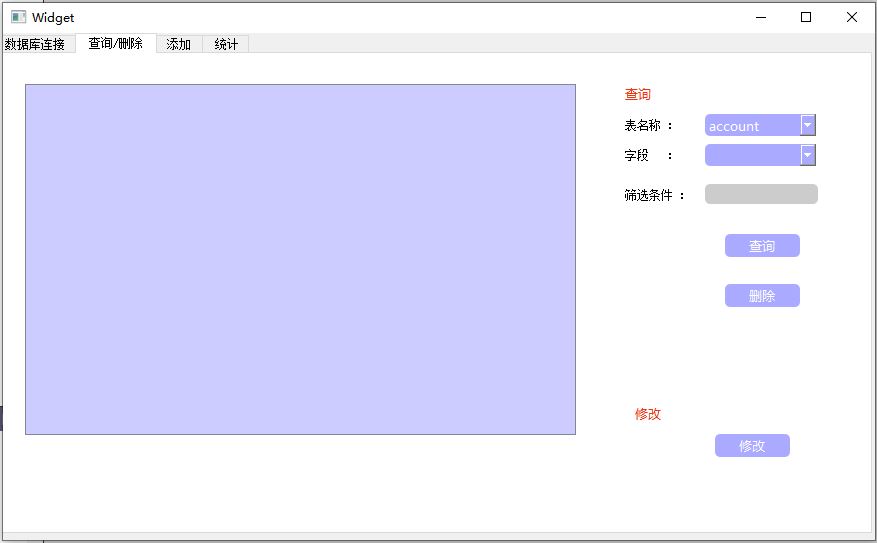 Widget
数据库连接 查询/删除 添加 统计
查询
表名称 : account
字段 :
筛选条件 :
查询
删除
修改
修改